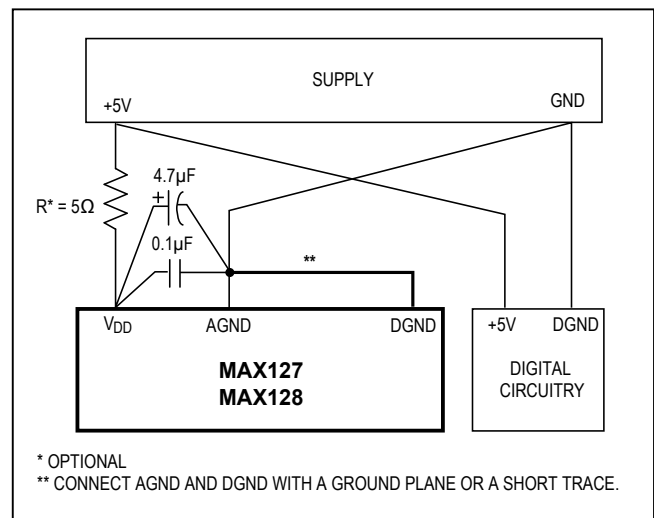 SUPPLY
+5V
GND
4.7µF
+
R* = 5Ω
0.1µF
**
VDD
AGND
DGND
+5V
DGND
MAX127
MAX128
DIGITAL
CIRCUITRY
* OPTIONAL
** CONNECT AGND AND DGND WITH A GROUND PLANE OR A SHORT TRACE.